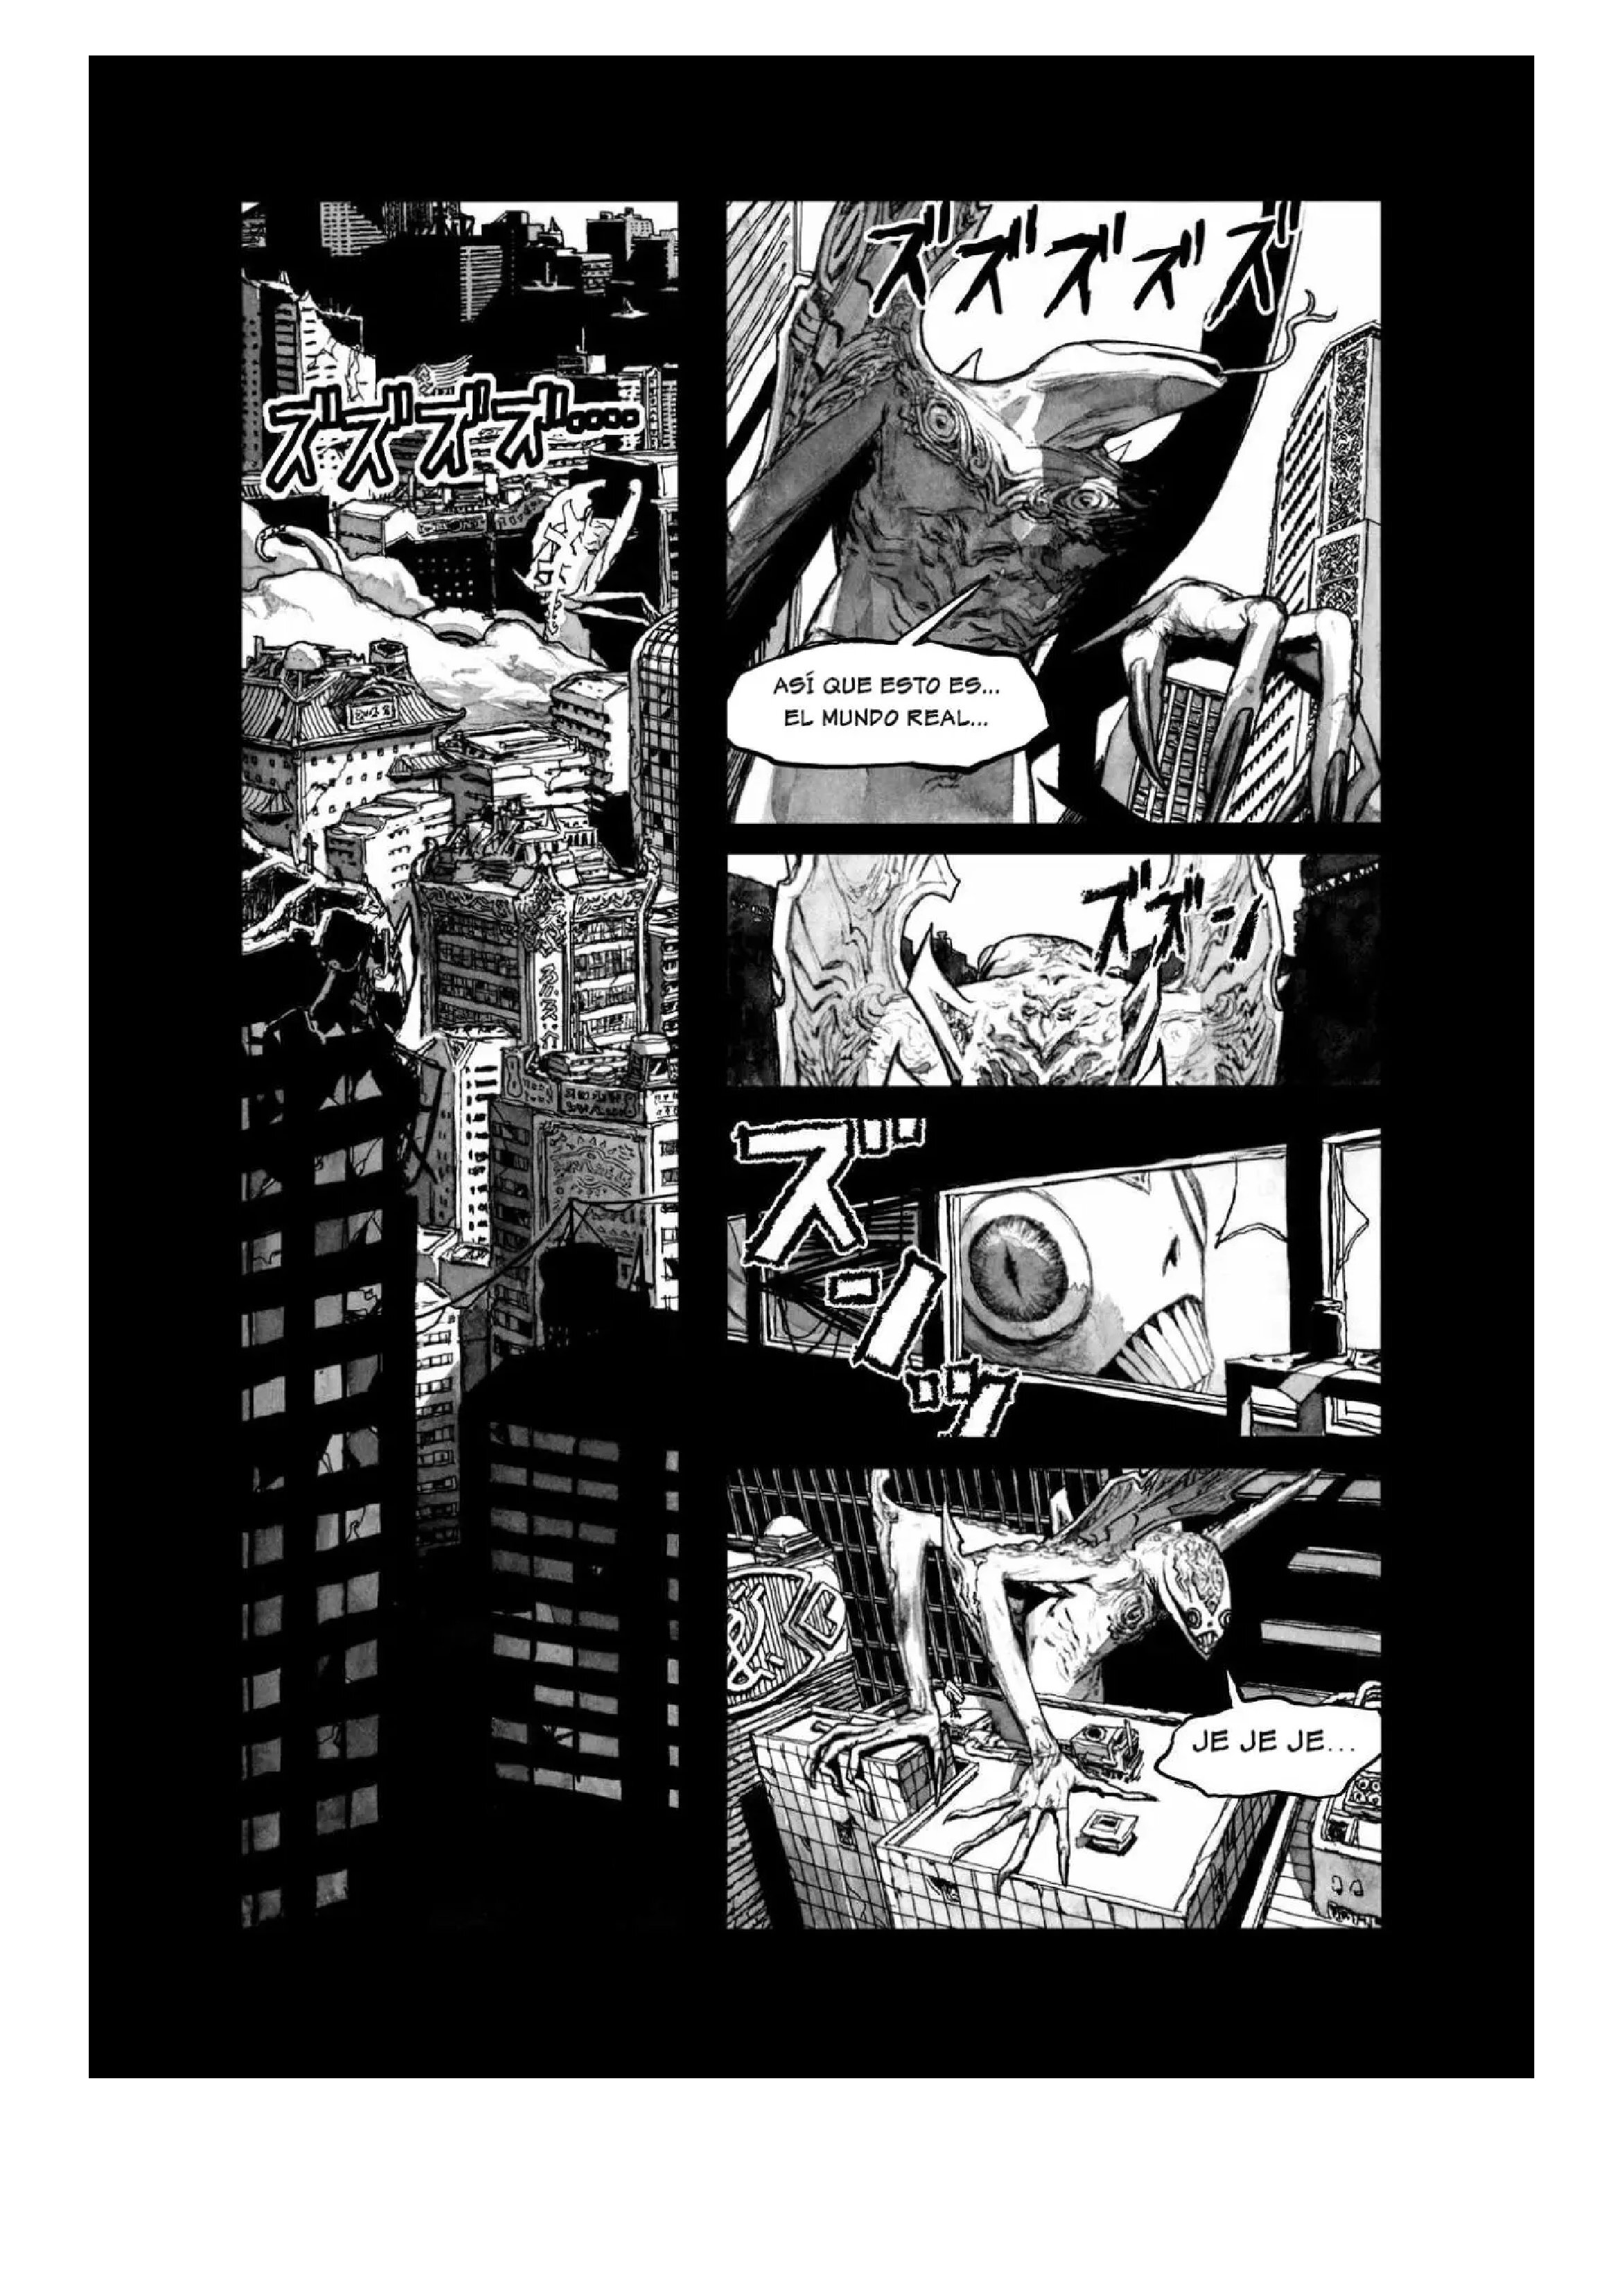 ズズズズズ
ASÍ QUE ESTO ES...
EL MUNDO REAL...
ズズーン
ズズーンッ
JE JE JE...
ズズズズ……